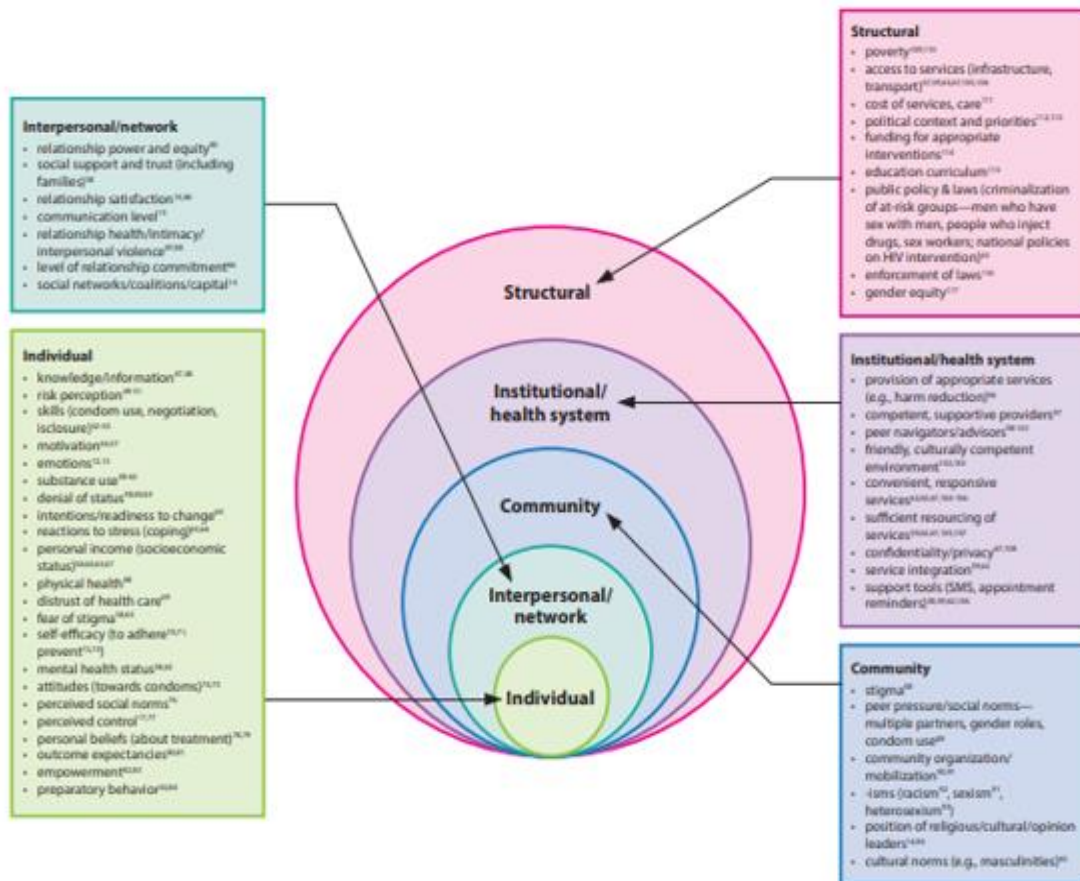 Interpersonal/network
• relationship power and equity
• social support and trust (including
families)
• relationship satisfaction
• communication level
• relationship health/intimacy/
interpersonal violence
• level of relationship commitment
• social networks/coalitions/capital
Individual
• knowledge/information
• risk perception
• skills (condom use, negotiation,
isclosure)
• motivation
• emotions
• substance use
• denial of status
• intentions/readiness to change
• reactions to stress (coping)
• personal income (socioeconomic
status)
• physical health
• distrust of health care
• fear of stigma
• self-efficacy (to adhere
prevent)
• mental health status
• attitudes (towards condoms)
• perceived social norms
• perceived control
• personal beliefs (about treatment)
• outcome expectancies
• empowerment
• preparatory behavior
Structural
Institutional/
health system
Community
Interpersonal/
network
Individual
Structural
• poverty
• access to services (infrastructure,
transport)
• cost of services, care
• political context and priorities
• funding for appropriate
interventions
• education curriculum
• public policy & laws (criminalization
of at-risk groups—men who have
sex with men, people who inject
drugs, sex workers; national policies
on HIV intervention)
• enforcement of laws
• gender equity
Institutional/health system
• provision of appropriate services
(e.g., harm reduction)
• competent, supportive providers
• peer navigators/advisors
• friendly, culturally competent
environment
• convenient, responsive
services
• sufficient resourcing of
services
• confidentiality/privacy
• service integration
• support tools (SMS, appointment
reminders)
Community
• stigma
• peer pressure/social norms—
multiple partners, gender roles,
condom use
• community organization/
mobilization
• -isms (racism, sexism,
heterosexism)
• position of religious/cultural/opinion
leaders
• cultural norms (e.g., masculinities)